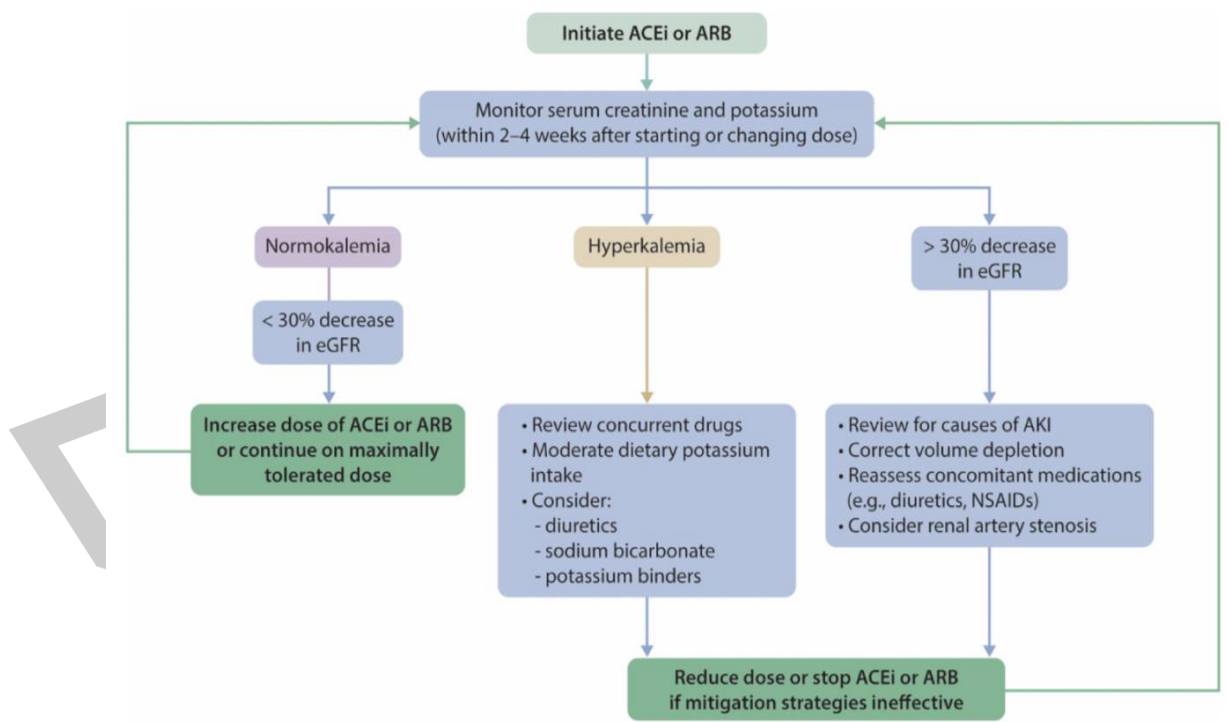 Initiate ACEi or ARB
Monitor serum creatinine and potassium
(within 2–4 weeks after starting or changing dose)
Normokalemia
Hyperkalemia
> 30% decrease
in eGFR
< 30% decrease
in eGFR
Increase dose of ACEi or ARB
or continue on maximally
tolerated dose
• Review concurrent drugs
• Moderate dietary potassium
intake
• Consider:
- diuretics
- sodium bicarbonate
- potassium binders
• Review for causes of AKI
• Correct volume depletion
• Reassess concomitant medications
(e.g., diuretics, NSAIDs)
• Consider renal artery stenosis
Reduce dose or stop ACEi or ARB
if mitigation strategies ineffective